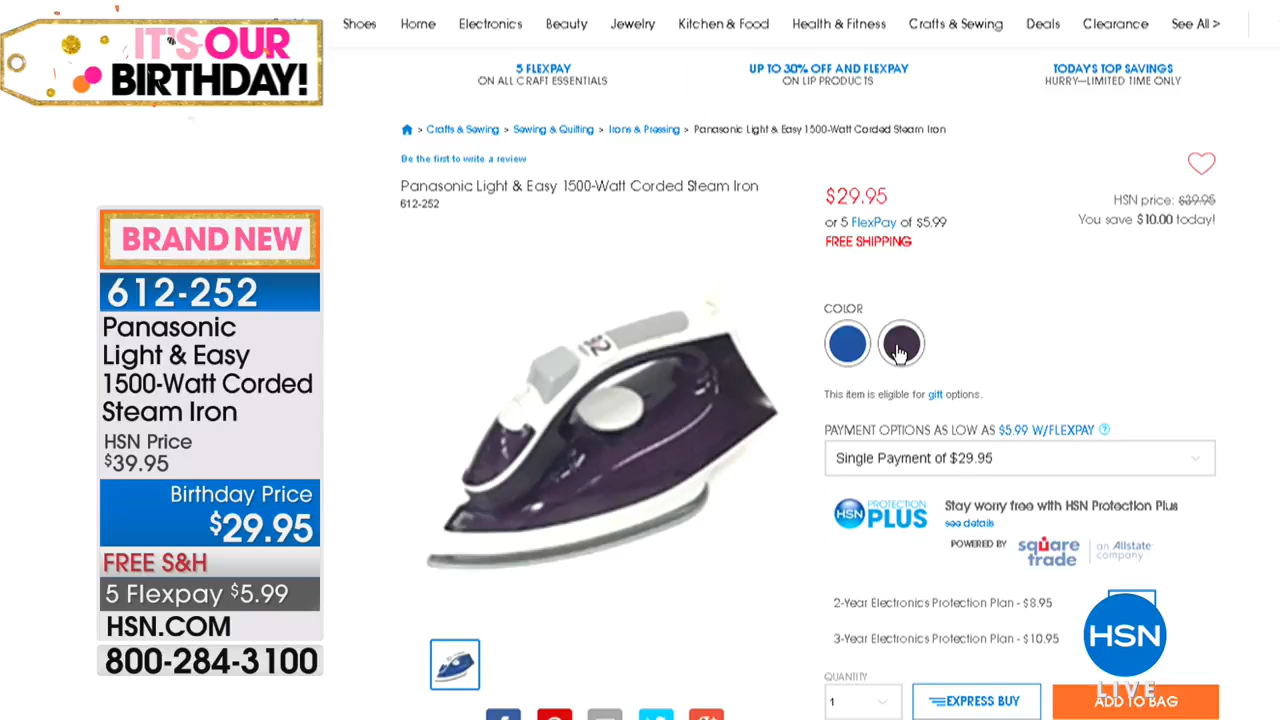 IT'S OUR
BIRTHDAY!
Shoes Home Electronics Beauty Jewelry Kitchen & Food Health & Fitness Crafts & Sewing Deals Clearance See All >
5 FLEXPAY
ON ALL CRAFT ESSENTIALS
UP TO 30% OFF AND FLEXPAY
ON LIP PRODUCTS
TODAY'S TOP SAVINGS
HURRY—LIMITED TIME ONLY
> Crafts & Sewing > Sewing & Quilting > Irons & Pressing > Panasonic Light & Easy 1500-Watt Corded Steam Iron
Be the first to write a review
Panasonic Light & Easy 1500-Watt Corded Steam Iron
612-252
$29.95
or 5 FlexPay of $5.99
FREE SHIPPING
HSN price: $39.95
You save $10.00 today!
COLOR
This item is eligible for gift options.
PAYMENT OPTIONS AS LOW AS $5.99 W/FLEXPAY ?
Single Payment of $29.95
HSN PROTECTION PLUS
Stay worry free with HSN Protection Plus
see details
POWERED BY square trade an Allstate company
2-Year Electronics Protection Plan - $8.95
3-Year Electronics Protection Plan - $10.95
QUANTITY
1
EXPRESS BUY
ADD TO BAG
HSN
LIVE
BRAND NEW
612-252
Panasonic
Light & Easy
1500-Watt Corded
Steam Iron
HSN Price
$39.95
Birthday Price
$29.95
FREE S&H
5 Flexpay $5.99
HSN.COM
800-284-3100